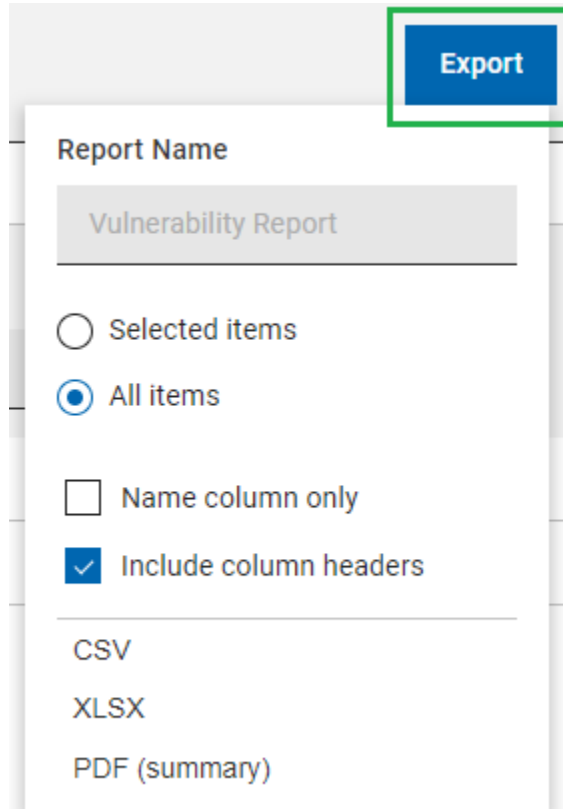 Export
Report Name
Vulnerability Report
Selected items
All items
Name column only
Include column headers
CSV
XLSX
PDF (summary)